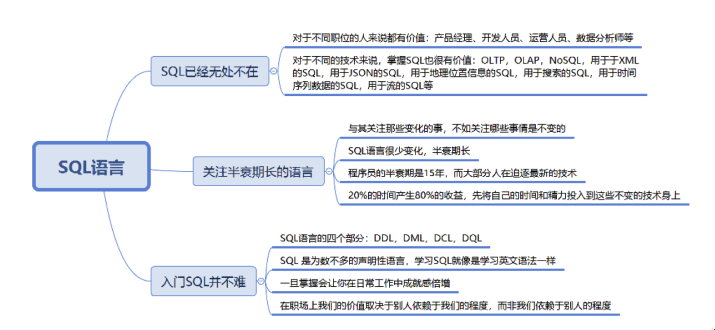 SQL语言
SQL已经无处不在
对于不同职位的人来说都有价值：产品经理、开发人员、运营人员、数据分析师等
对于不同的技术来说，掌握SQL也很有价值：OLTP，OLAP，NoSQL，用于于XML
的SQL，用于JSON的SQL，用于地理位置信息的SQL，用于搜索的SQL，用于时间
序列数据的SQL，用于流的SQL等
关注半衰期长的语言
与其关注那些变化的事，不如关注哪些事情是不变的
SQL语言很少变化，半衰期长
程序员的半衰期是15年，而大部分人在追逐最新的技术
20%的时间产生80%的收益，先将自己的时间和精力投入到这些不变的技术身上
入门SQL并不难
SQL语言的四个部分：DDL，DML，DCL，DQL
SQL 是为数不多的声明性语言，学习SQL就像是学习英文语法一样
一旦掌握会让你在日常工作中成就感倍增
在职场上我们的价值取决于别人依赖于我们的程度，而非我们依赖于别人的程度